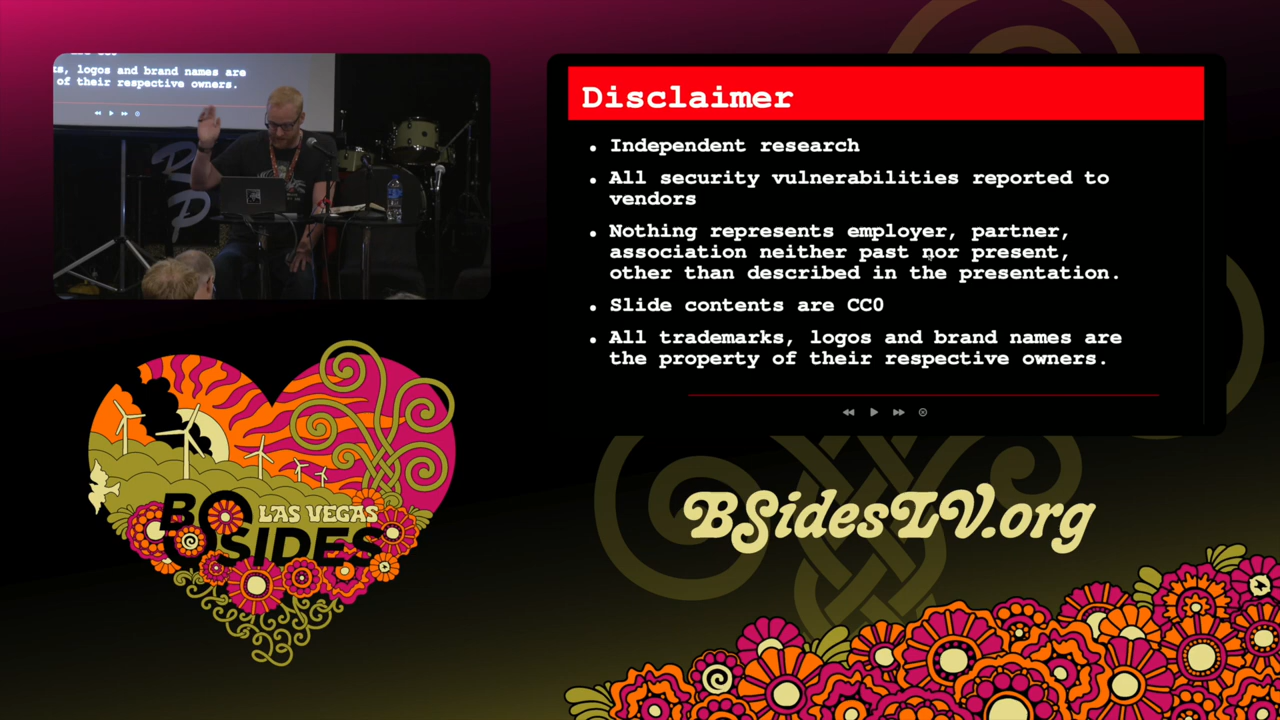 s, logos and brand names are
of their respective owners.
R
P
Disclaimer
Independent research
All security vulnerabilities reported to
vendors
Nothing represents employer, partner,
association neither past nor present,
other than described in the presentation.
Slide contents are CC0
All trademarks, logos and brand names are
the property of their respective owners.
LAS VEGAS
BSIDES
23
BSidesLV.org